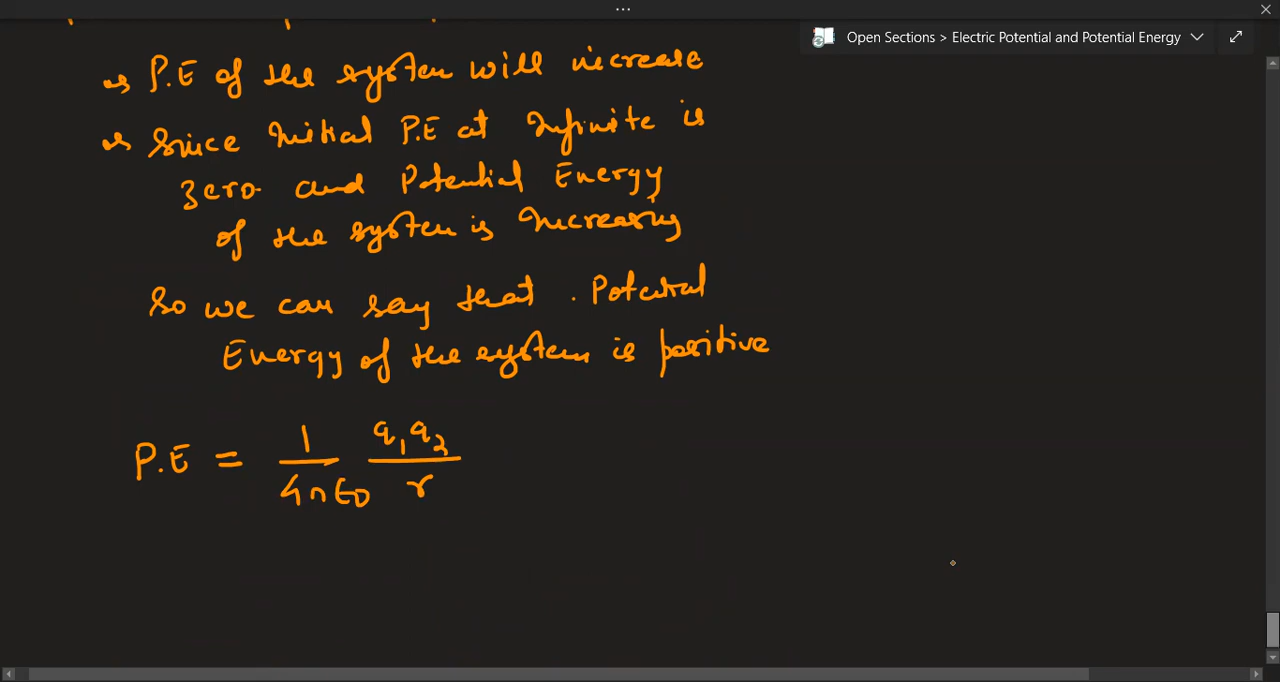 Open Sections > Electric Potential and Potential Energy
P.E of the system will increase
Since initial P.E at Infinite is
zero and Potential Energy
of the system is Increasing
So we can say that . Potential
Energy of the system is positive
P.E = 1/4πε0 q1q2/r